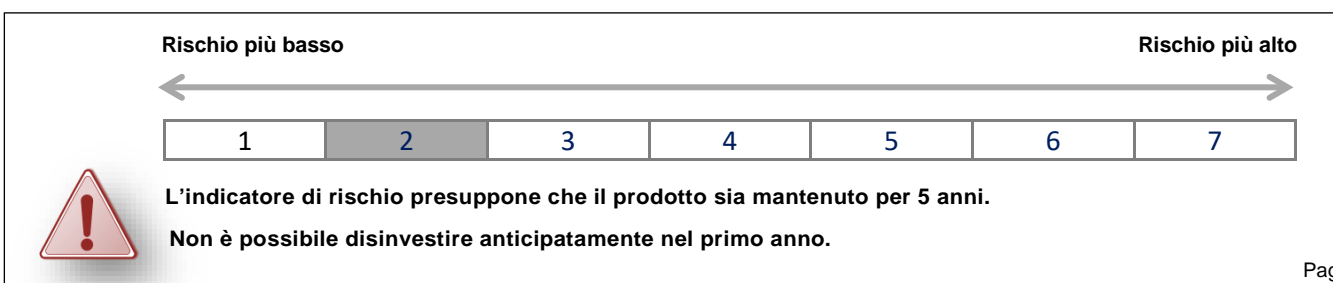 Rischio più basso Rischio più alto
1 2 3 4 5 6 7
L'indicatore di rischio presuppone che il prodotto sia mantenuto per 5 anni.
Non è possibile disinvestire anticipatamente nel primo anno.
Pag